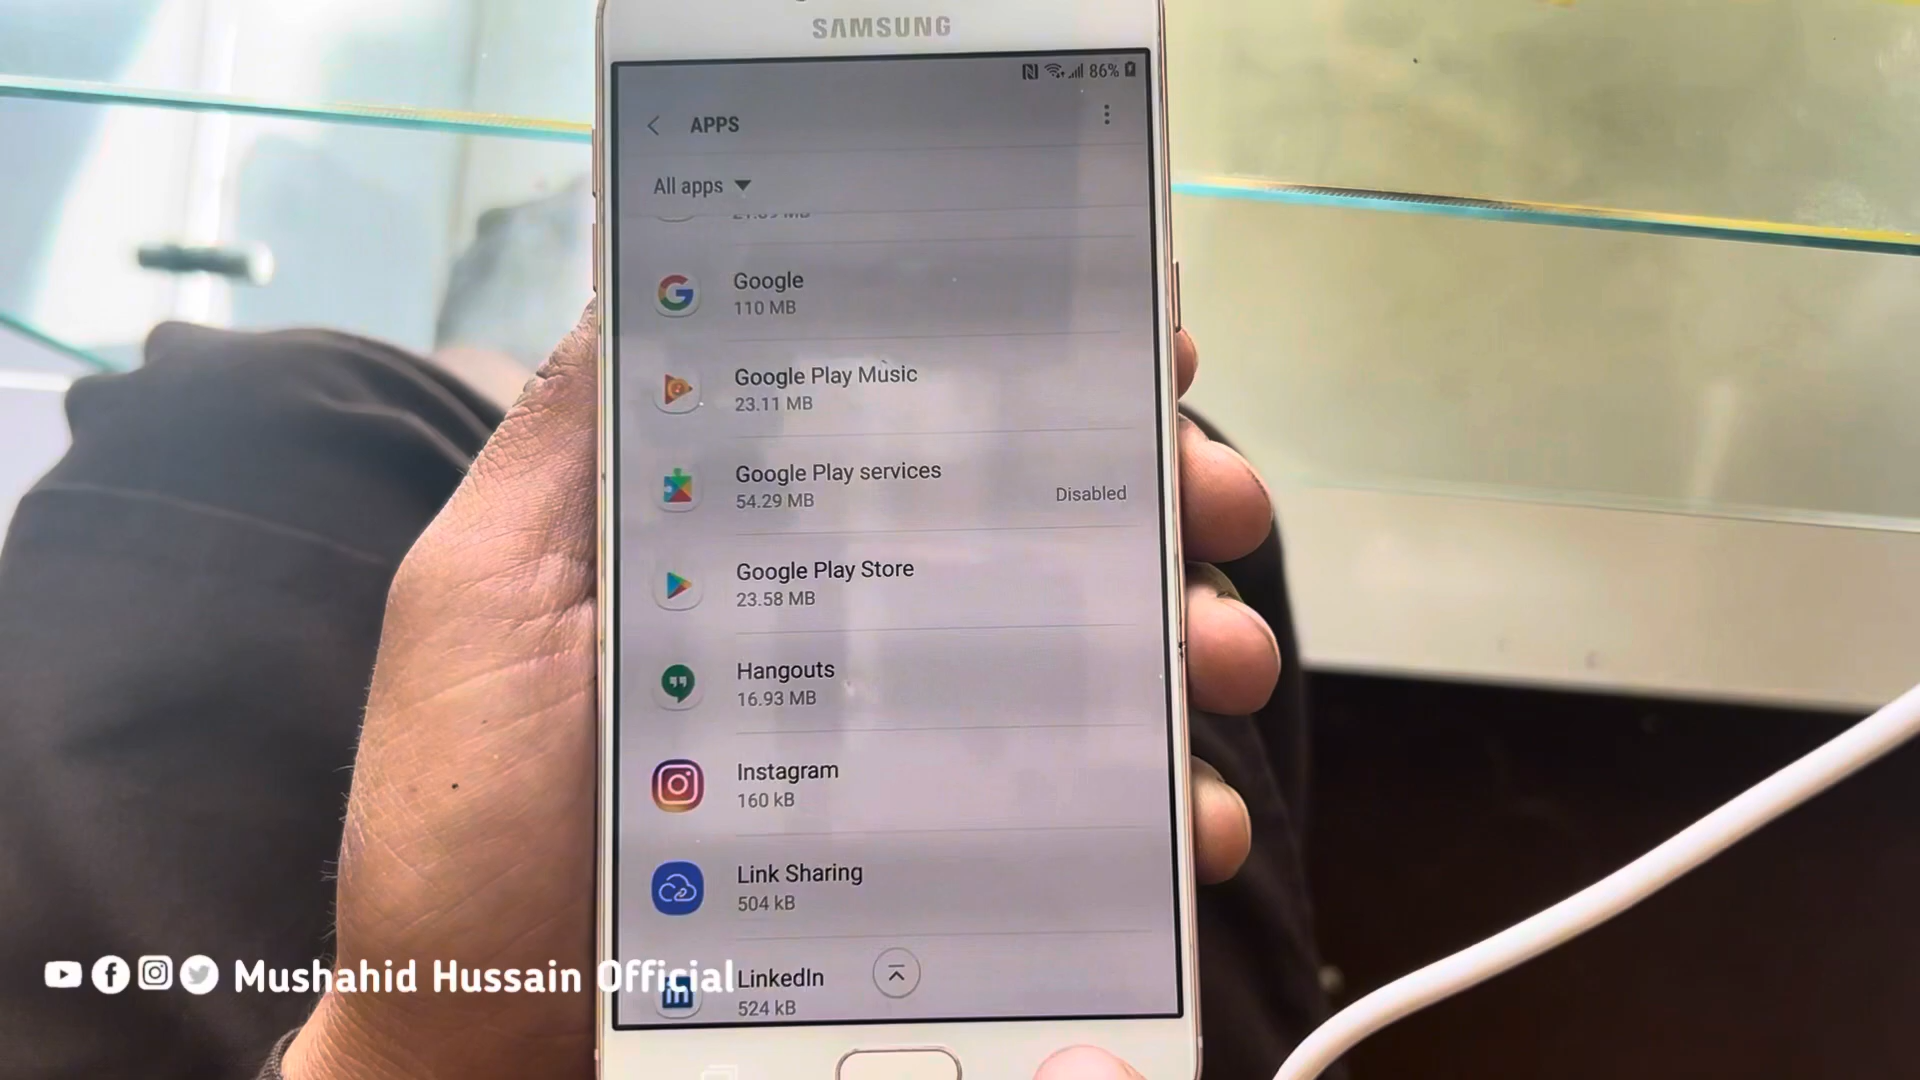 SAMSUNG
86%
APPS
All apps
Google
110 MB
Google Play Music
23.11 MB
Google Play services
54.29 MB
Disabled
Google Play Store
23.58 MB
Hangouts
16.93 MB
Instagram
160 kB
Link Sharing
504 kB
LinkedIn
524 kB
Mushahid Hussain Official